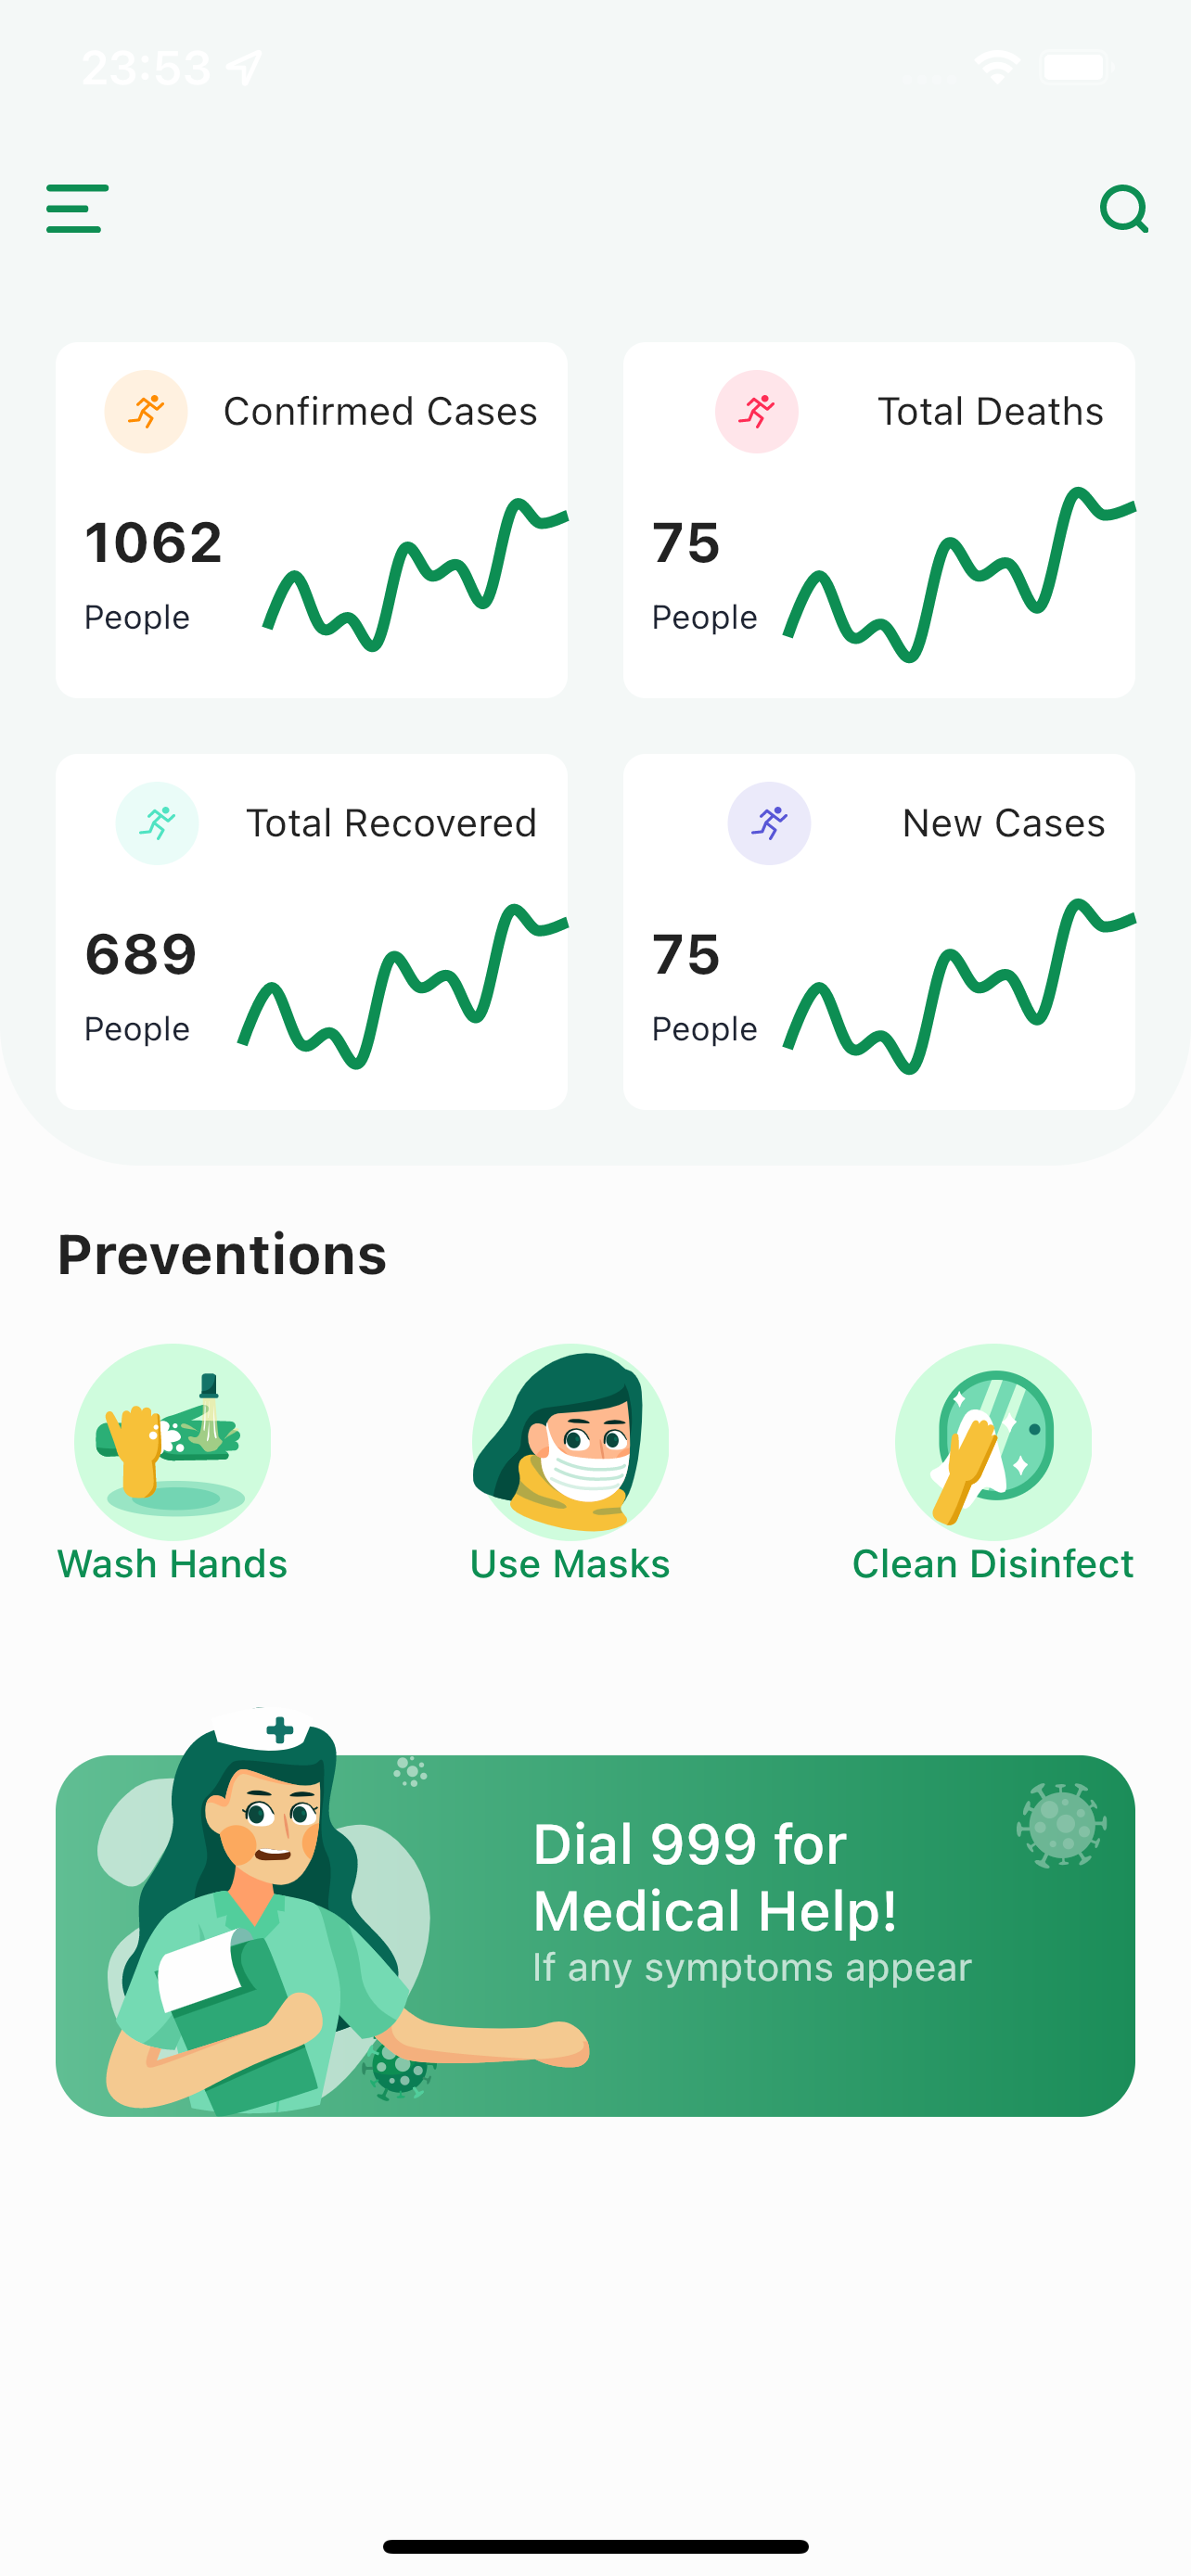 23:53
Confirmed Cases
1062
People
Total Deaths
75
People
Total Recovered
689
People
New Cases
75
People
Preventions
Wash Hands
Use Masks
Clean Disinfect
Dial 999 for
Medical Help!
If any symptoms appear